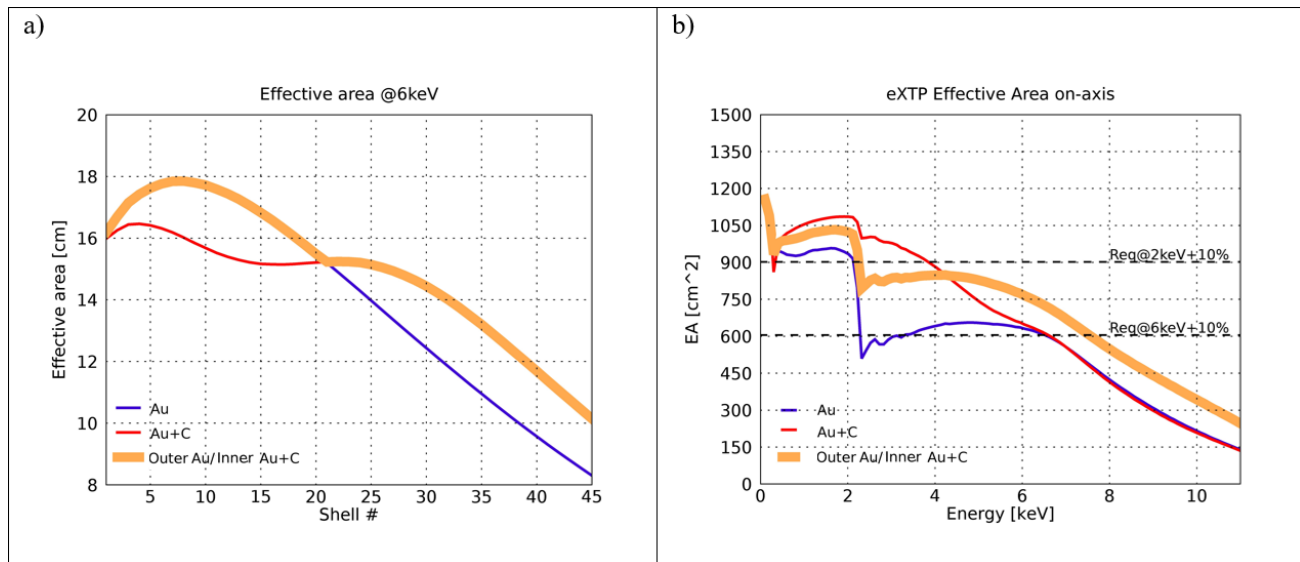 a)
Effective area @6keV
Effective area [cm]
20
18
16
14
12
10
8
Au
Au+C
Outer Au/Inner Au+C
5 10 15 20 25 30 35 40 45
Shell #
b)
eXTP Effective Area on-axis
EA [cm^2]
1500
1350
1200
1050
900
750
600
450
300
150
0
Req@2keV+10%
Req@6keV+10%
Au
Au+C
Outer Au/Inner Au+C
0 2 4 6 8 10
Energy [keV]